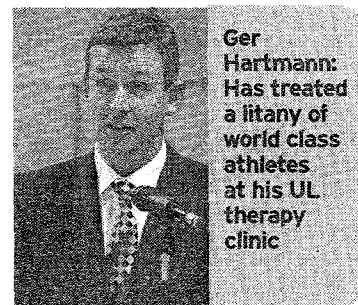 Ger
Hartmann:
Has treated
a litany of
world class
athletes
at his UL
therapy
clinic